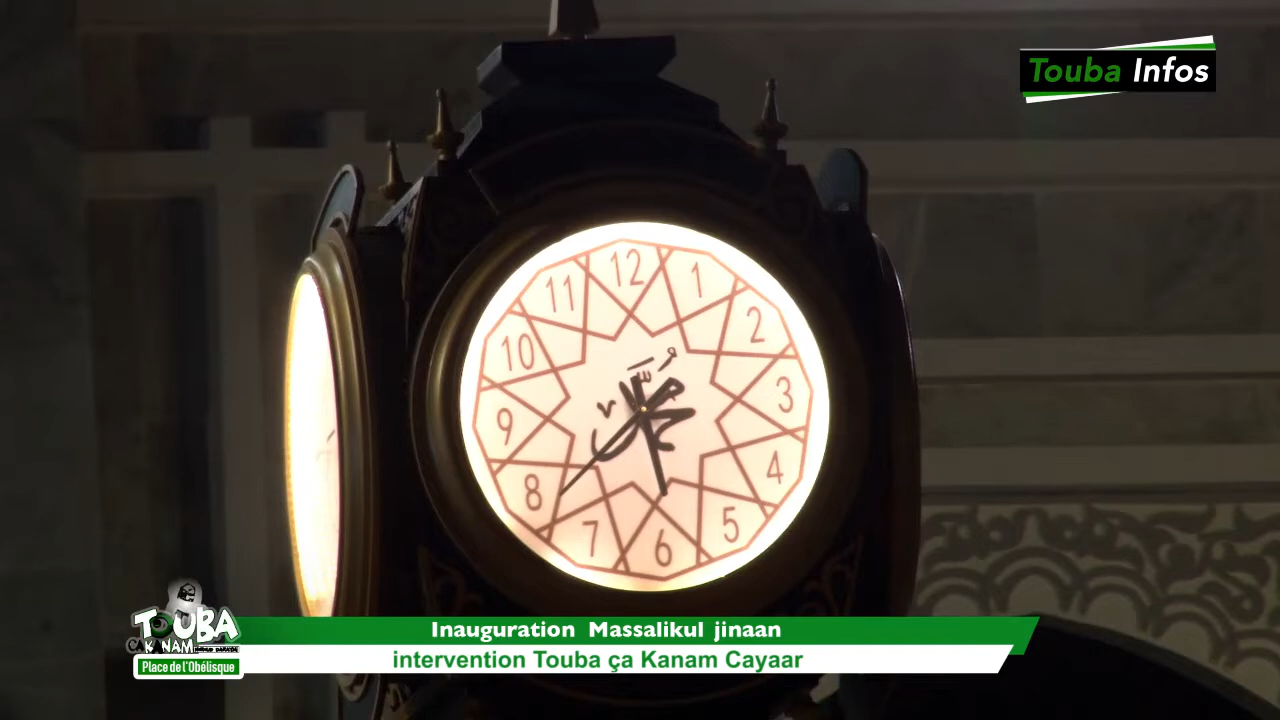 Touba Infos
12
1
2
3
4
5
6
7
8
9
10
11
محمد
TOUBA
CA KANAM
Place de l'Obélisque
Inauguration Massalikul jinaan
intervention Touba ça Kanam Cayaar